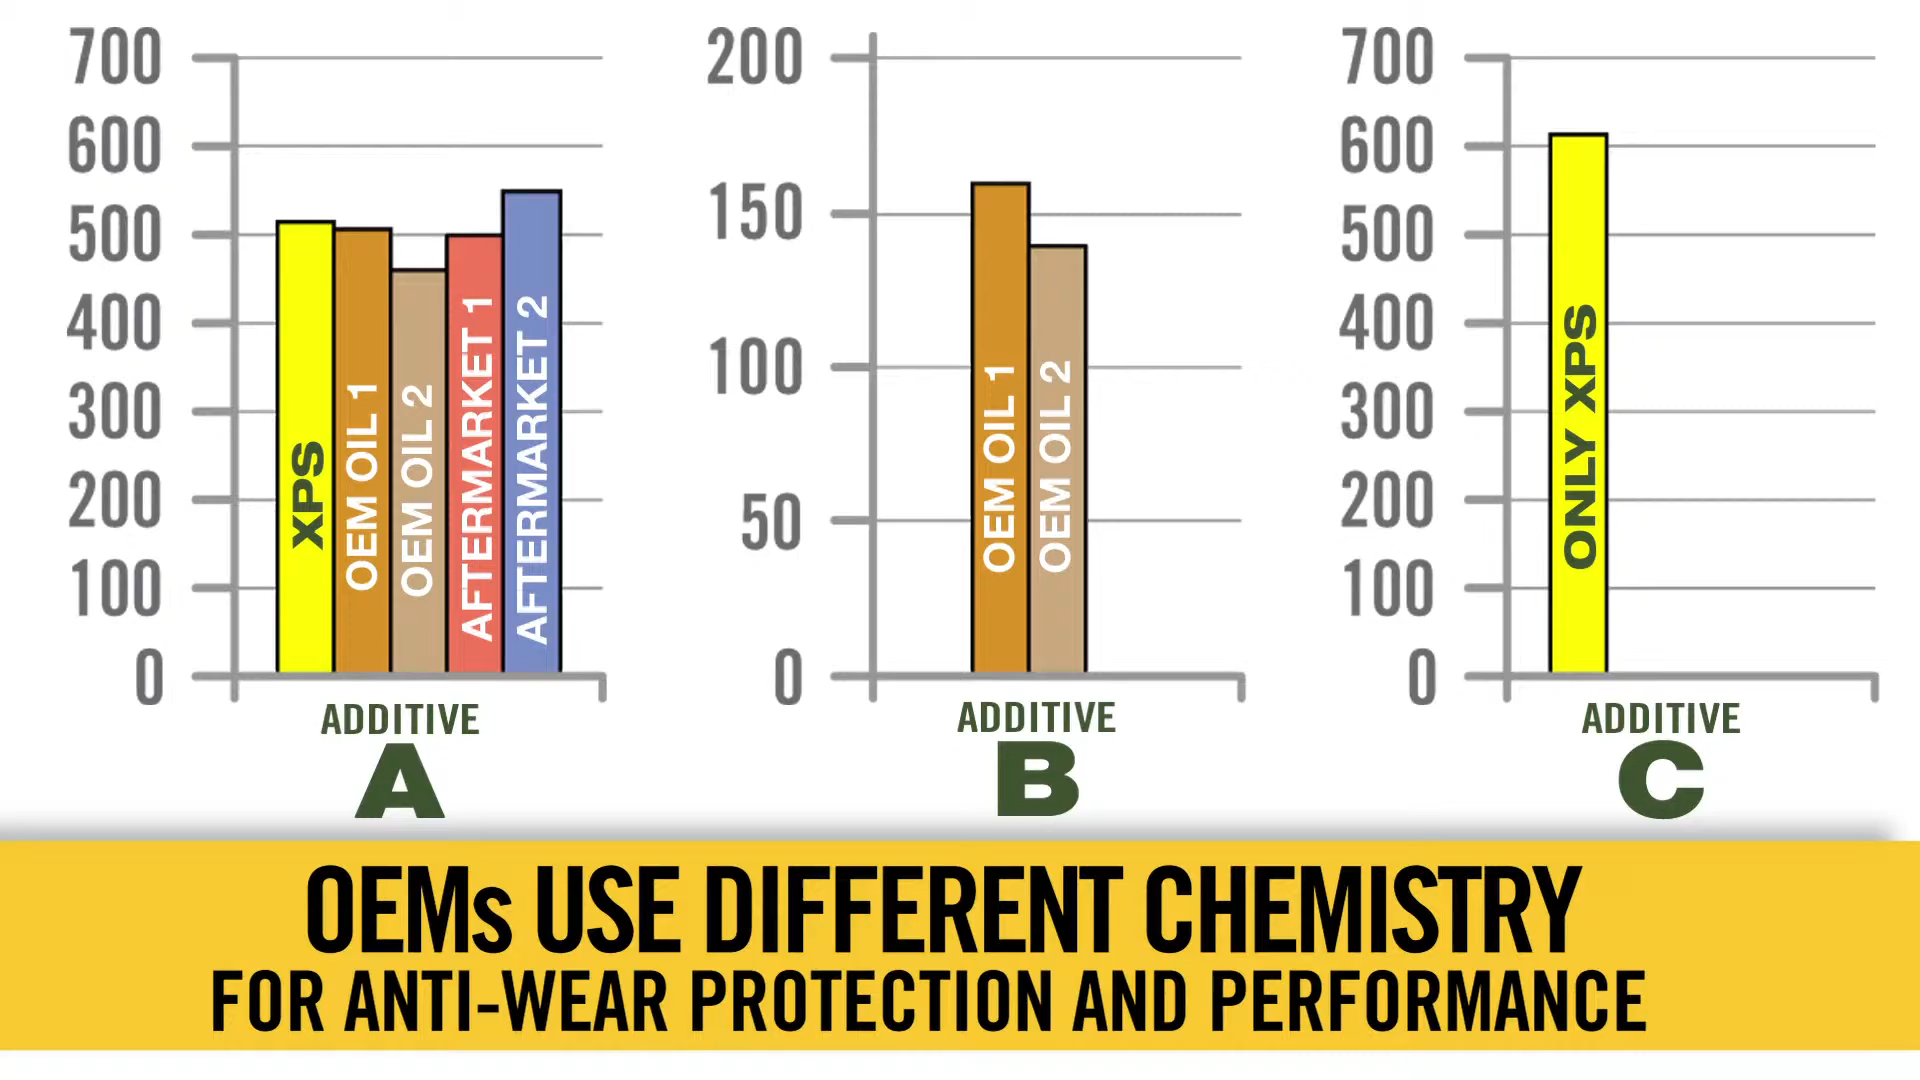 700
600
500
400
300
200
100
0
XPS
OEM OIL 1
OEM OIL 2
AFTERMARKET 1
AFTERMARKET 2
ADDITIVE
A
200
150
100
50
0
OEM OIL 1
OEM OIL 2
ADDITIVE
B
700
600
500
400
300
200
100
0
ONLY XPS
ADDITIVE
C
OEMs USE DIFFERENT CHEMISTRY
FOR ANTI-WEAR PROTECTION AND PERFORMANCE